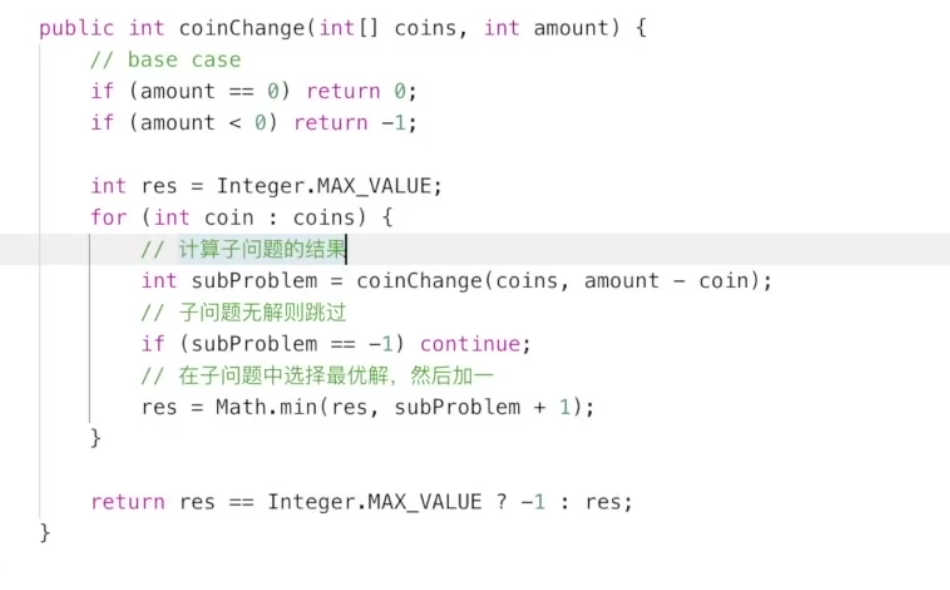 public int coinChange(int[] coins, int amount) {
// base case
if (amount == 0) return 0;
if (amount < 0) return -1;
int res = Integer.MAX_VALUE;
for (int coin : coins) {
// 计算子问题的结果
int subProblem = coinChange(coins, amount - coin);
// 子问题无解则跳过
if (subProblem == -1) continue;
// 在子问题中选择最优解，然后加一
res = Math.min(res, subProblem + 1);
}
return res == Integer.MAX_VALUE ? -1 : res;
}